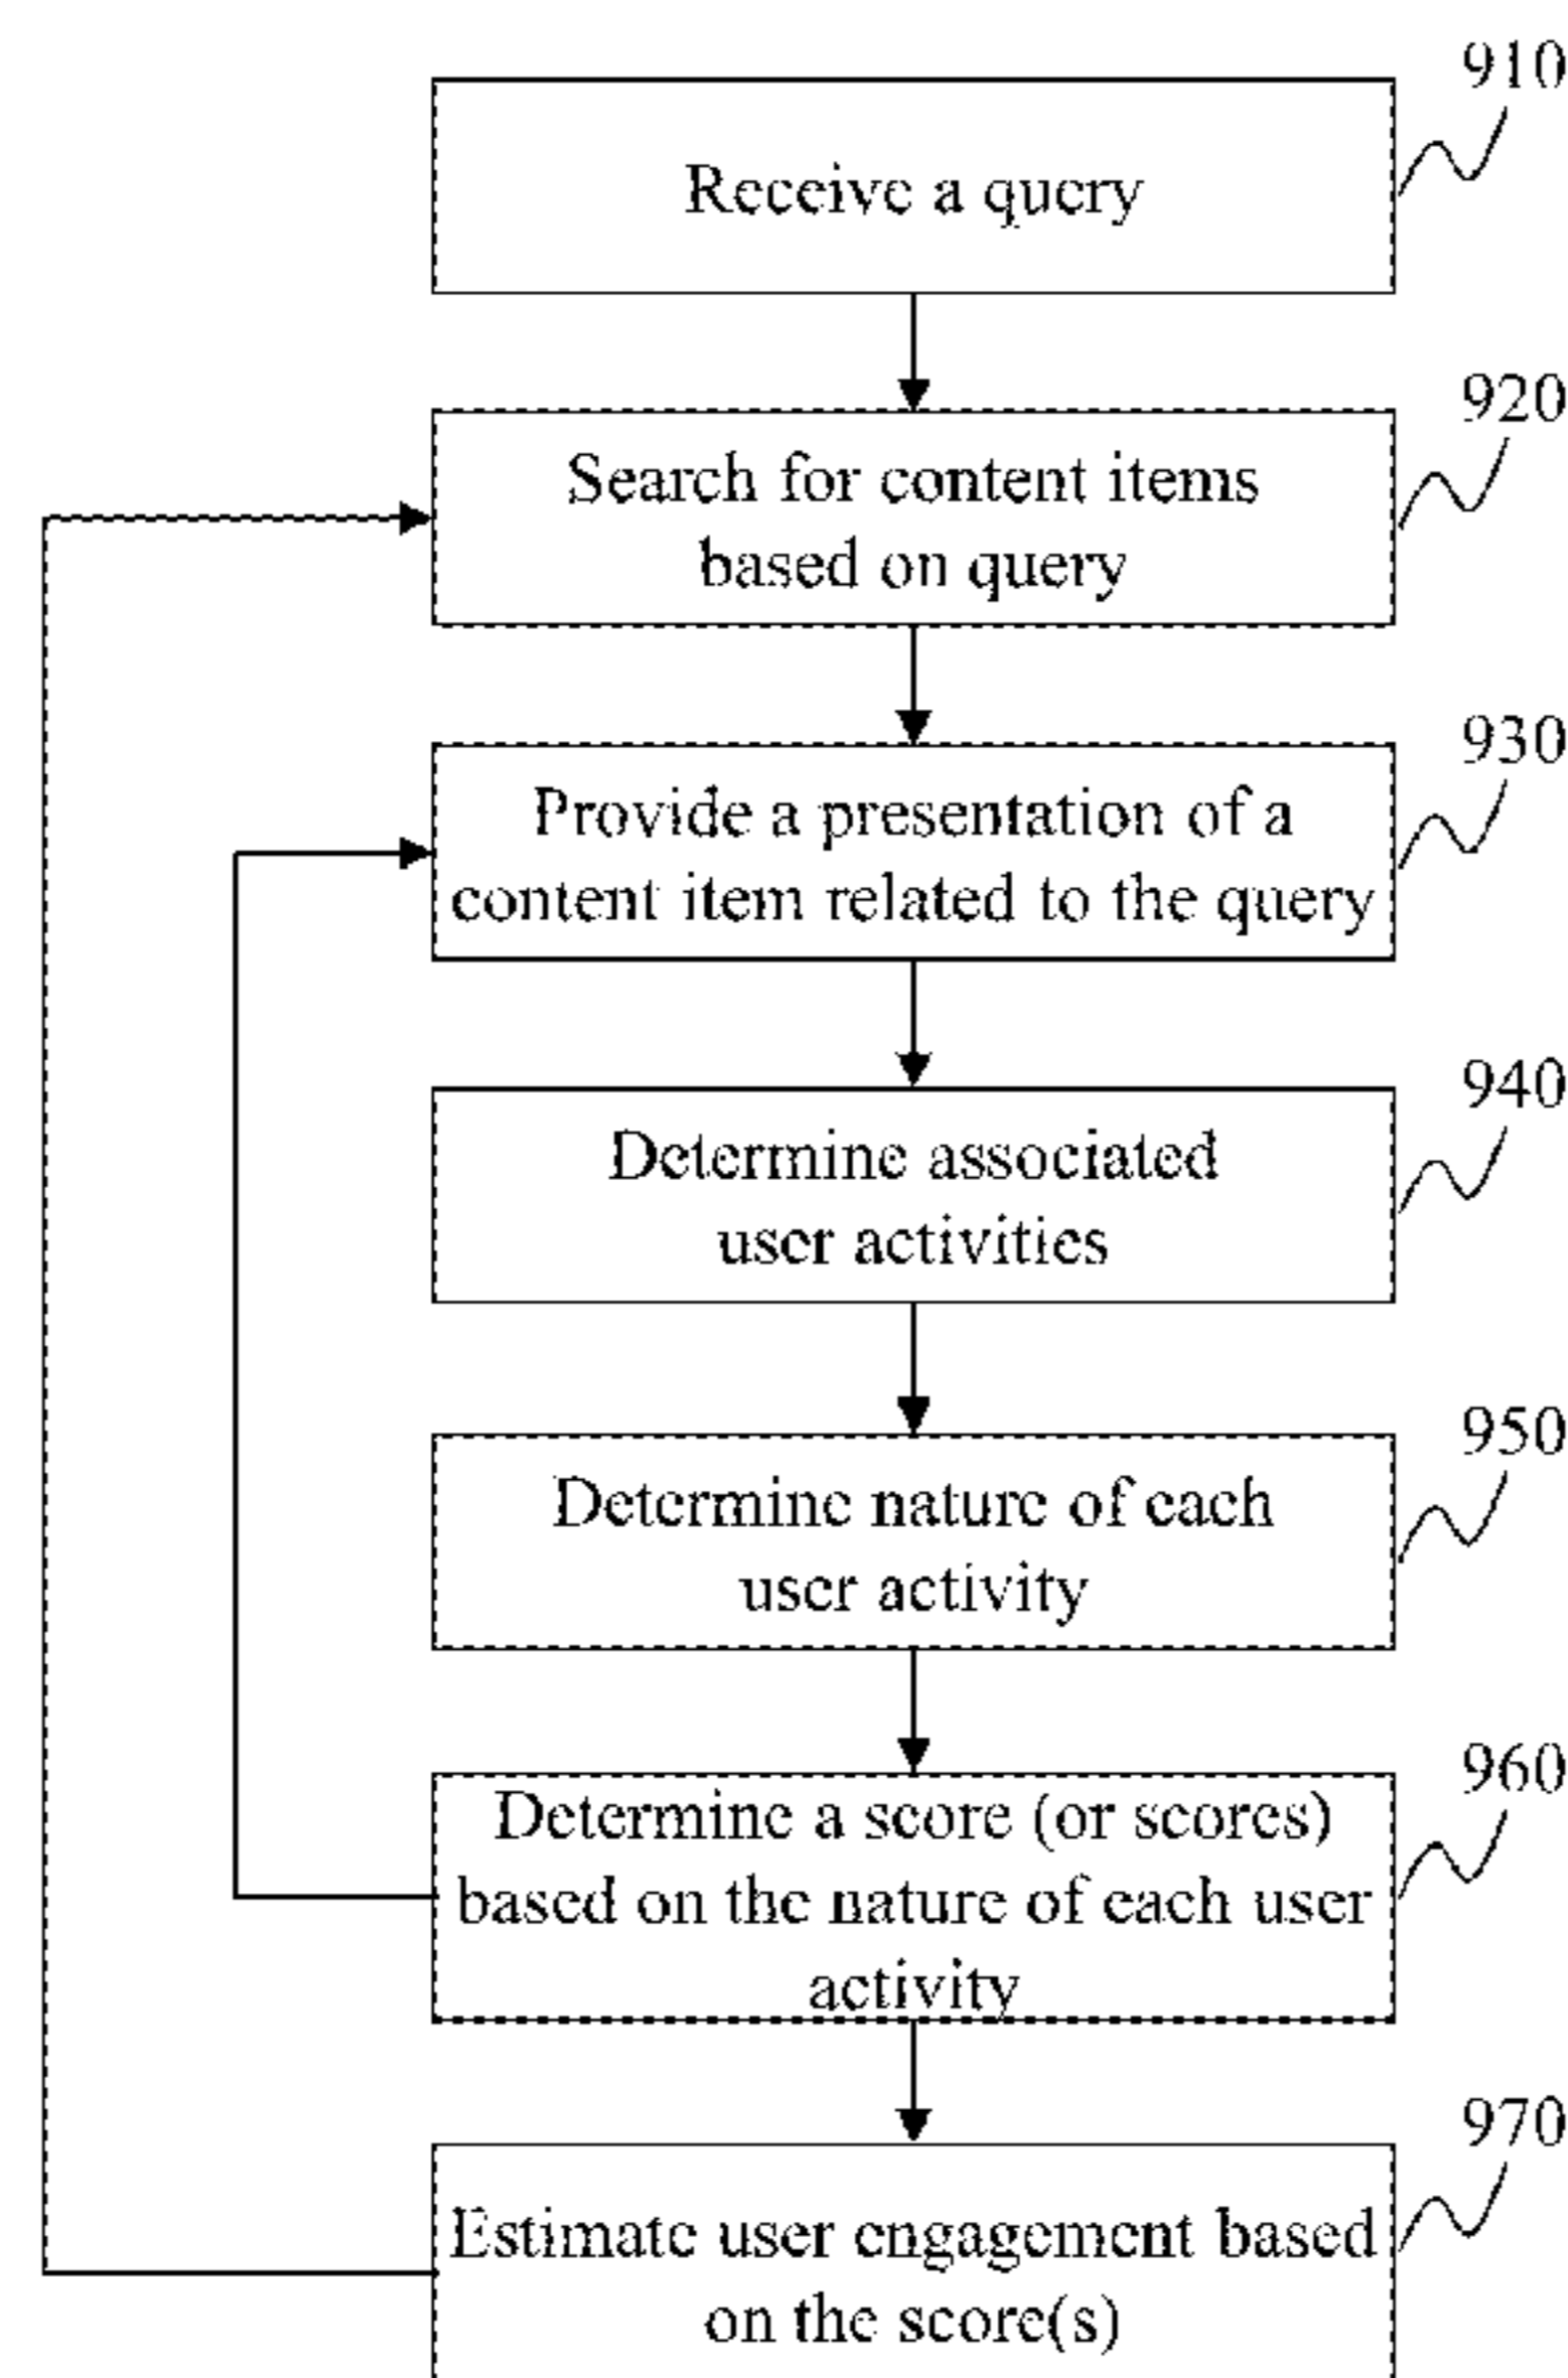 910
Receive a query
920
Search for content items
based on query
930
Provide a presentation of a
content item related to the query
940
Determine associated
user activities
950
Determine nature of each
user activity
960
Determine a score (or scores)
based on the nature of each user
activity
970
Estimate user engagement based
on the score(s)